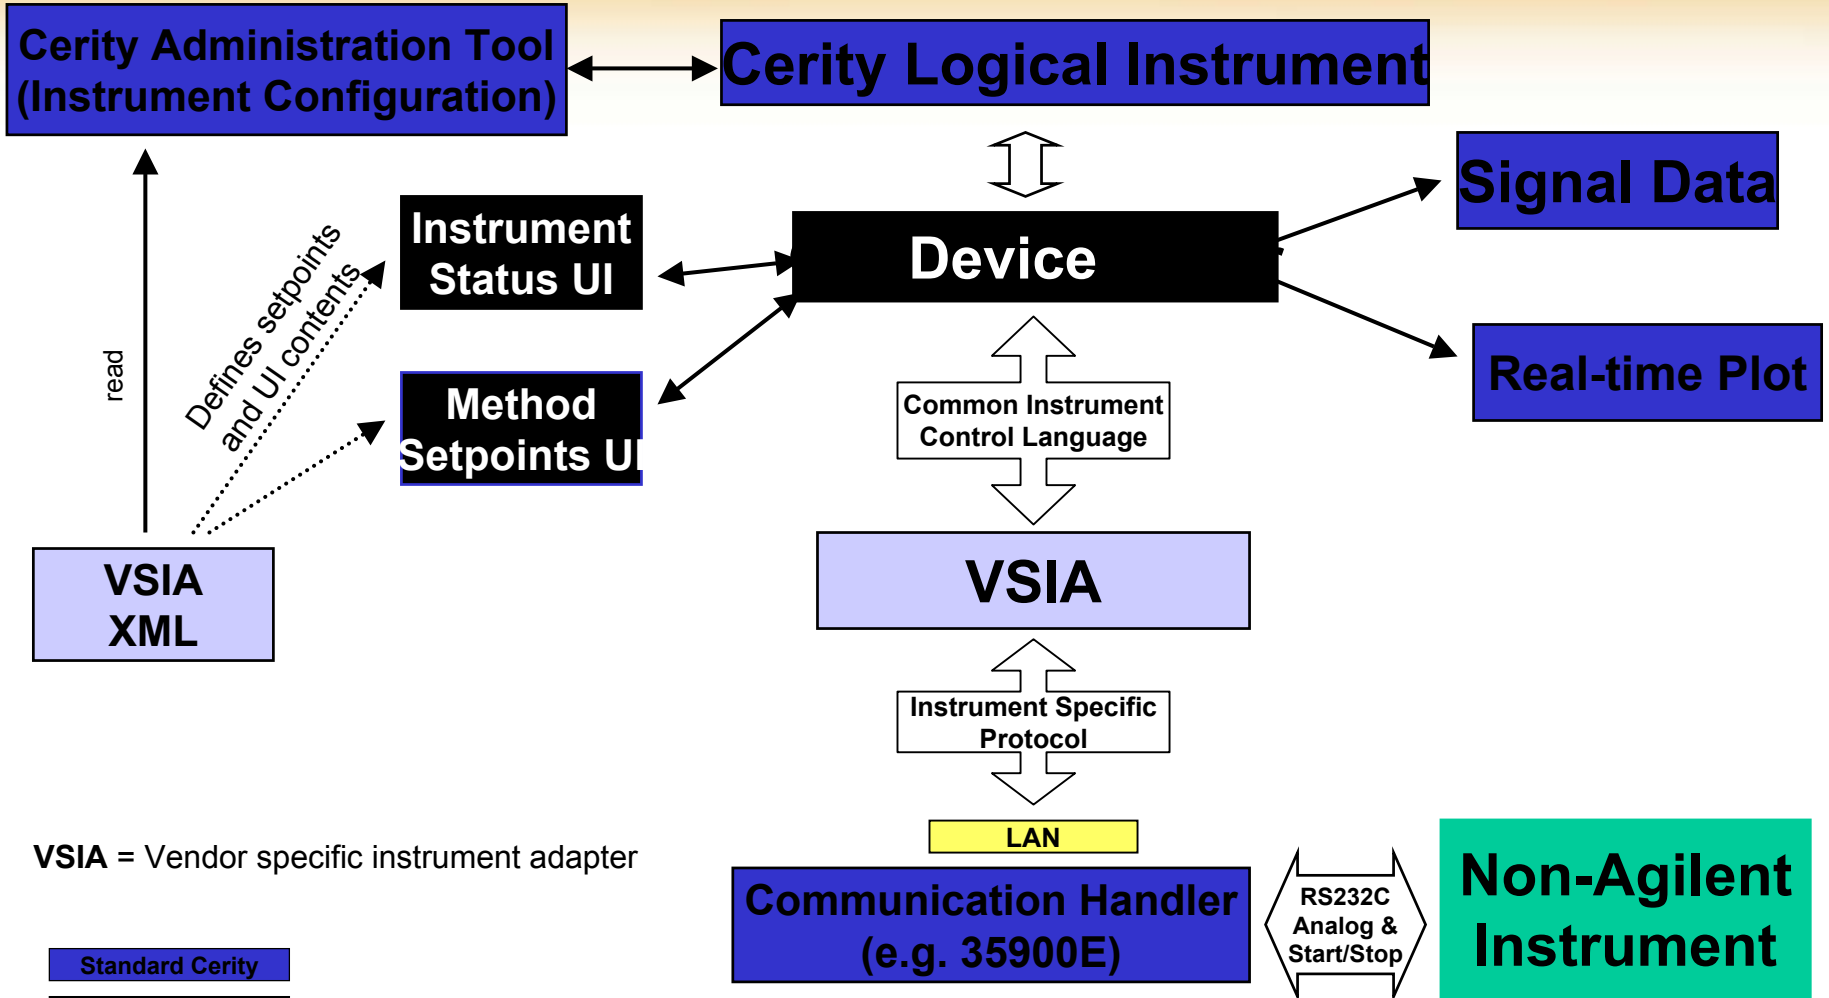 Cerity Administration Tool
(Instrument Configuration)
Cerity Logical Instrument
Signal Data
Instrument
Status UI
Device
Defines setpoints
and UI contents
read
Real-time Plot
Method
Setpoints UI
Common Instrument
Control Language
VSIA
XML
VSIA
Instrument Specific
Protocol
LAN
VSIA = Vendor specific instrument adapter
Communication Handler
(e.g. 35900E)
RS232C
Analog &
Start/Stop
Non-Agilent
Instrument
Standard Cerity